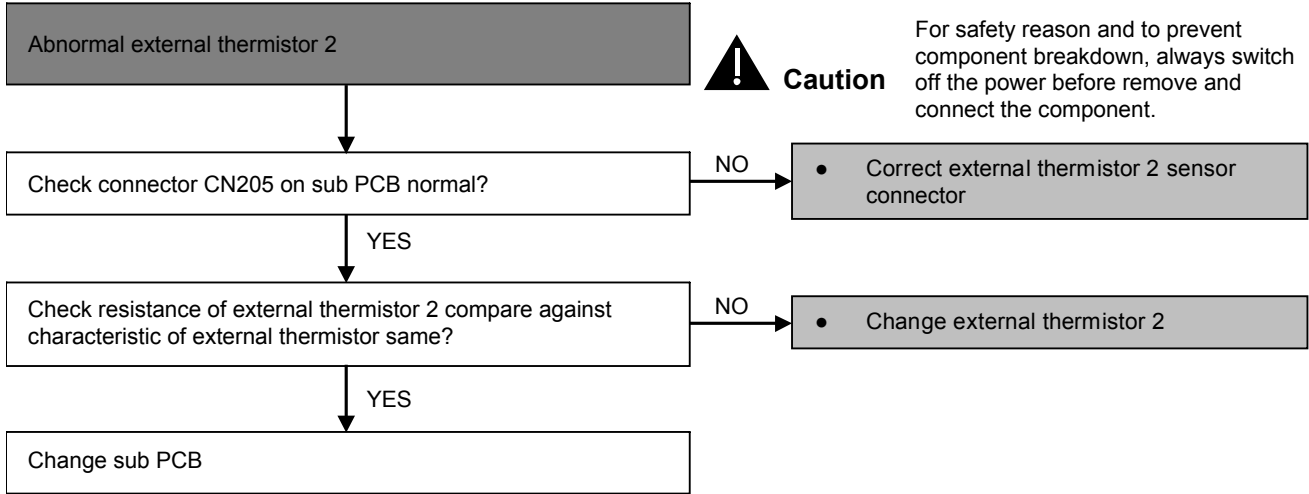 Abnormal external thermistor 2
Caution
For safety reason and to prevent
component breakdown, always switch
off the power before remove and
connect the component.
Check connector CN205 on sub PCB normal?
NO
● Correct external thermistor 2 sensor
connector
YES
Check resistance of external thermistor 2 compare against
characteristic of external thermistor same?
NO
● Change external thermistor 2
YES
Change sub PCB